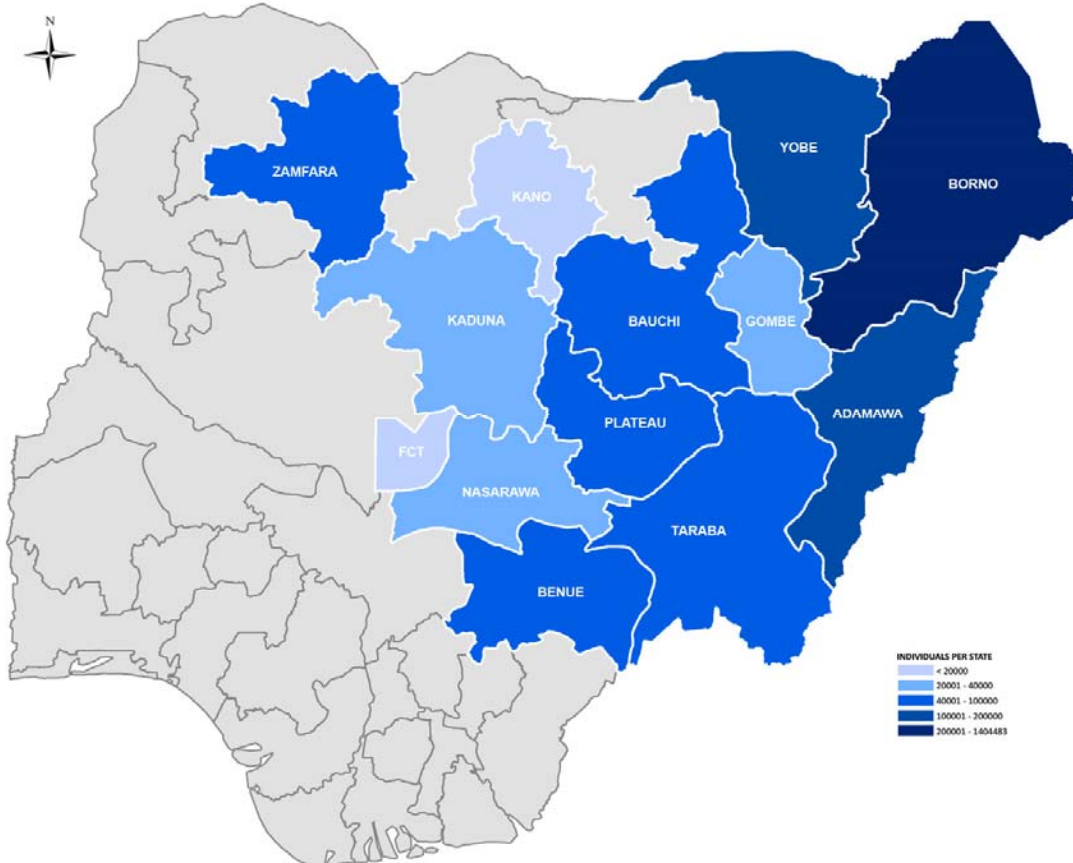 N
YOBE
ZAMFARA
BORNO
KANO
KADUNA
BAUCHI
GOMBE
ADAMAWA
PLATEAU
FCT
NASARAWA
TARABA
BENUE
INDIVIDUALS PER STATE
< 20000
20001 - 40000
40001 - 100000
100001 - 200000
200001 - 1404483